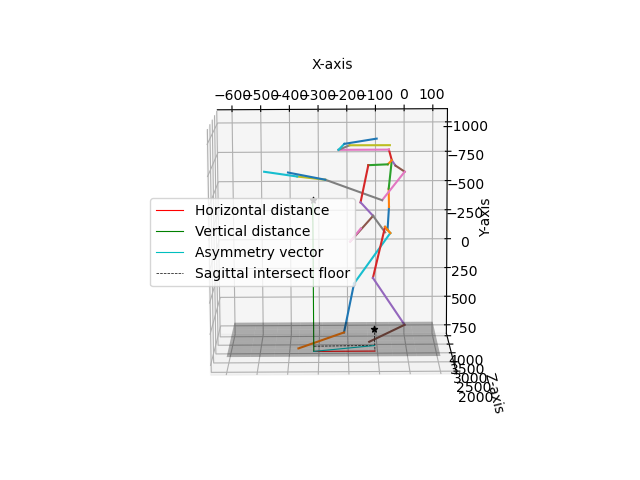 X-axis
−600 −500 −400 −300 −200 −100 0 100
−1000
−750
−500
−250
Y-axis
0
250
500
750
Horizontal distance
Vertical distance
Asymmetry vector
Sagittal intersect floor
4000
3500
3000
2500
2000
Z-axis